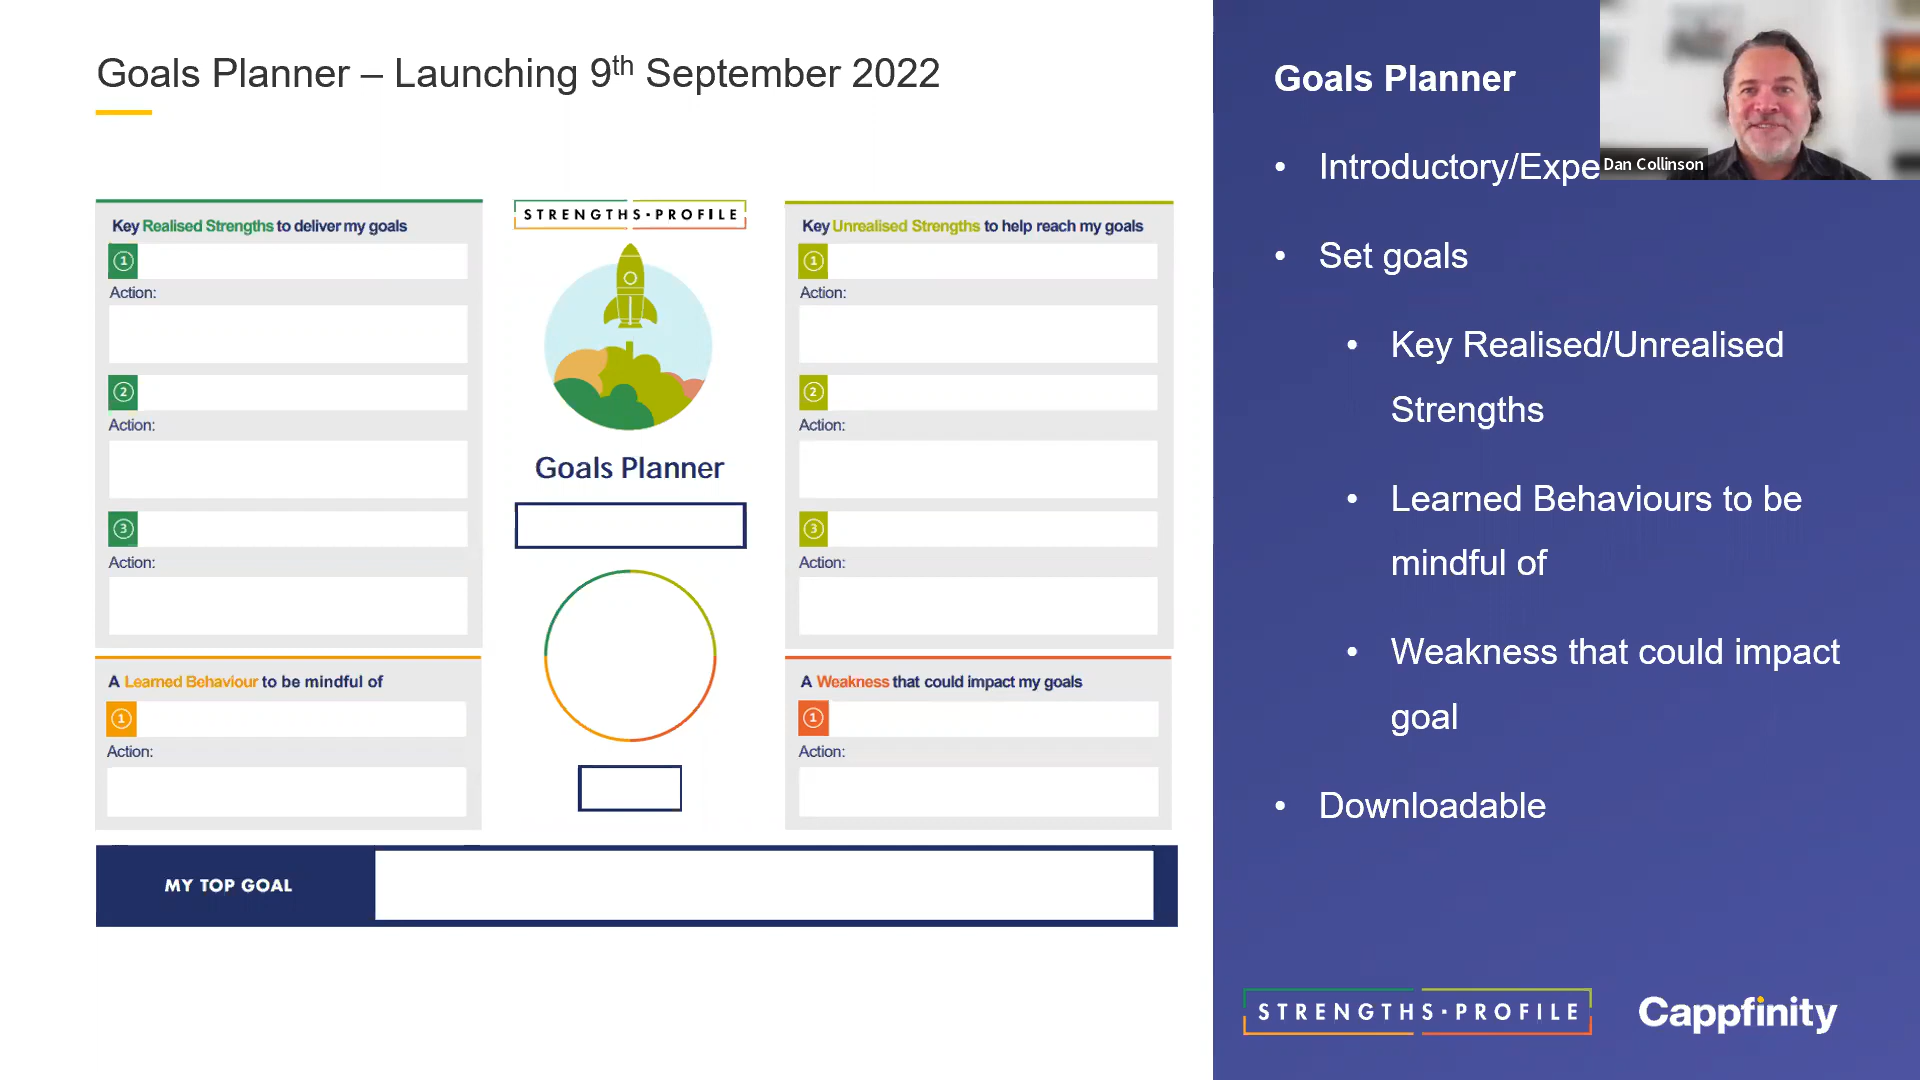 Goals Planner – Launching 9th September 2022
Key Realised Strengths to deliver my goals
1
Action:
2
Action:
3
Action:
A Learned Behaviour to be mindful of
1
Action:
STRENGTHS·PROFILE
Goals Planner
Key Unrealised Strengths to help reach my goals
1
Action:
2
Action:
3
Action:
A Weakness that could impact my goals
1
Action:
MY TOP GOAL
Goals Planner
• Introductory/Expe
Dan Collinson
• Set goals
• Key Realised/Unrealised
Strengths
• Learned Behaviours to be
mindful of
• Weakness that could impact
goal
• Downloadable
STRENGTHS·PROFILE
Cappfinity